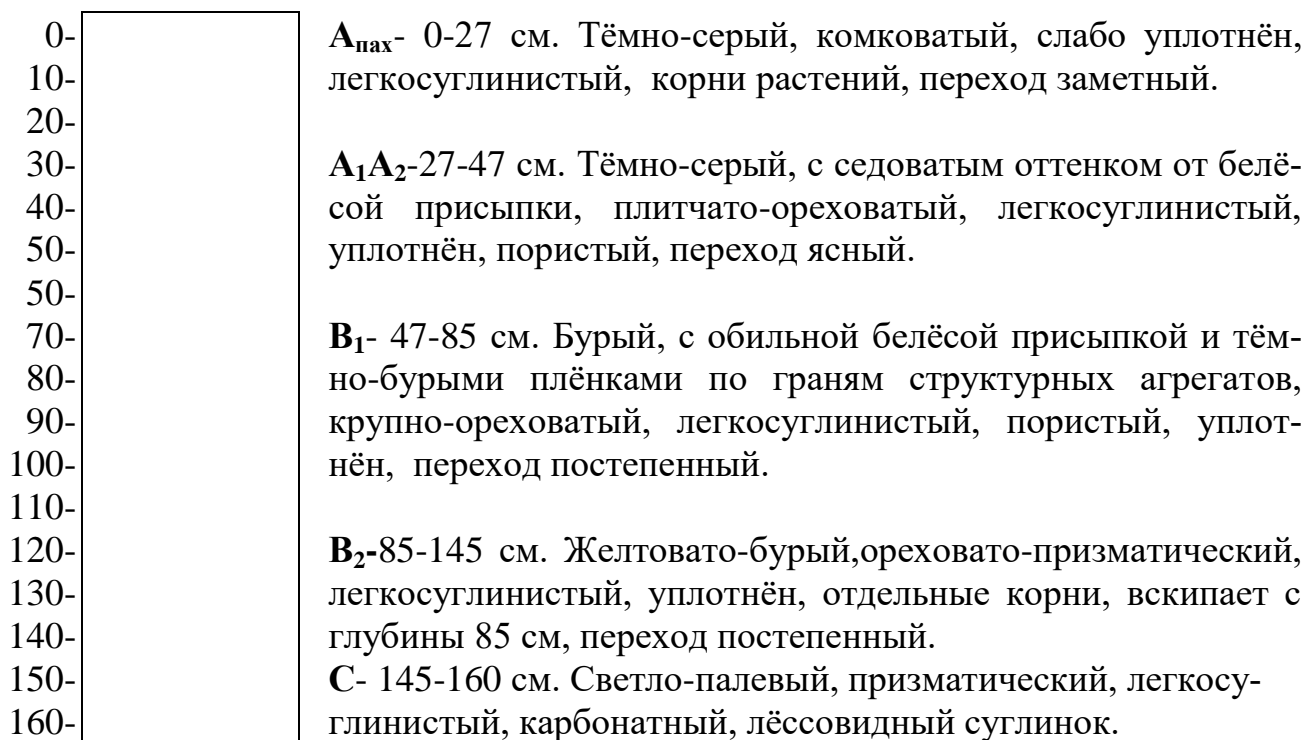 0- Апах- 0-27 см. Тёмно-серый, комковатый, слабо уплотнён,
10- легкосуглинистый, корни растений, переход заметный.
20-
30- А1А2-27-47 см. Тёмно-серый, с седоватым оттенком от белё-
40- сой присыпки, плитчато-ореховатый, легкосуглинистый,
50- уплотнён, пористый, переход ясный.
50-
70- В1- 47-85 см. Бурый, с обильной белёсой присыпкой и тём-
80- но-бурыми плёнками по граням структурных агрегатов,
90- крупно-ореховатый, легкосуглинистый, пористый, уплот-
100- нён, переход постепенный.
110-
120- В2-85-145 см. Желтовато-бурый,ореховато-призматический,
130- легкосуглинистый, уплотнён, отдельные корни, вскипает с
140- глубины 85 см, переход постепенный.
150- С- 145-160 см. Светло-палевый, призматический, легкосу-
160- глинистый, карбонатный, лёссовидный суглинок.